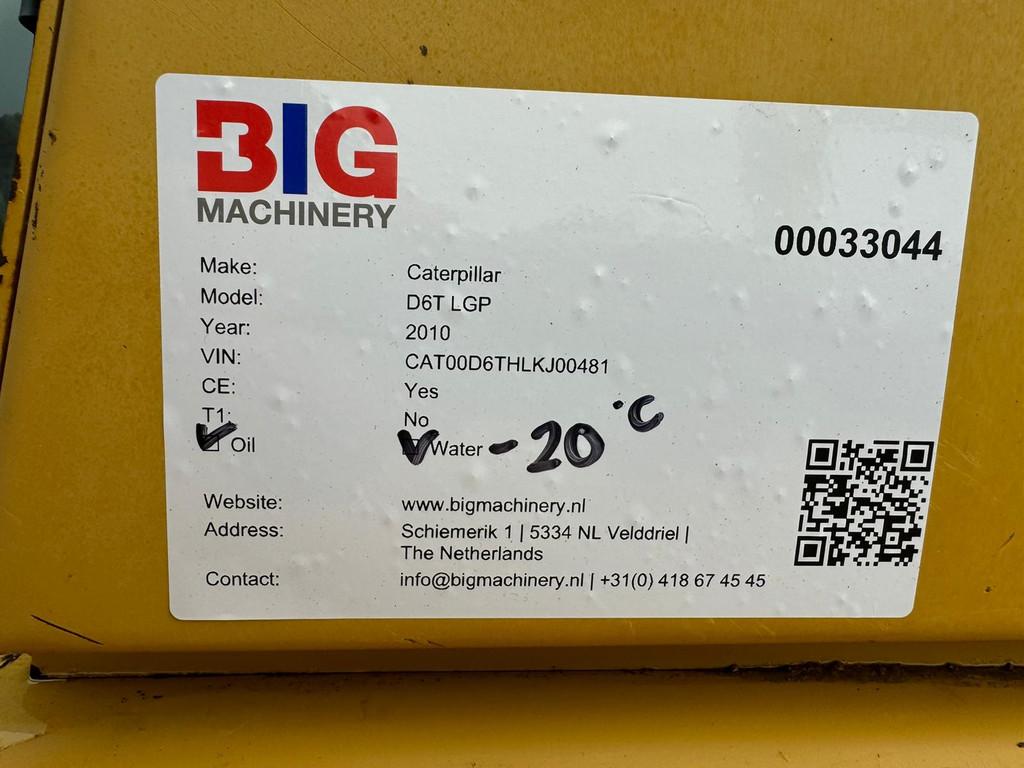 BIG
MACHINERY
00033044
Make: Caterpillar
Model: D6T LGP
Year: 2010
VIN: CAT00D6THLKJ00481
CE: Yes
T1: No
Oil Water -20 °C
Website: www.bigmachinery.nl
Address: Schiemerik 1 | 5334 NL Velddriel |
The Netherlands
Contact: info@bigmachinery.nl | +31(0) 418 67 45 45